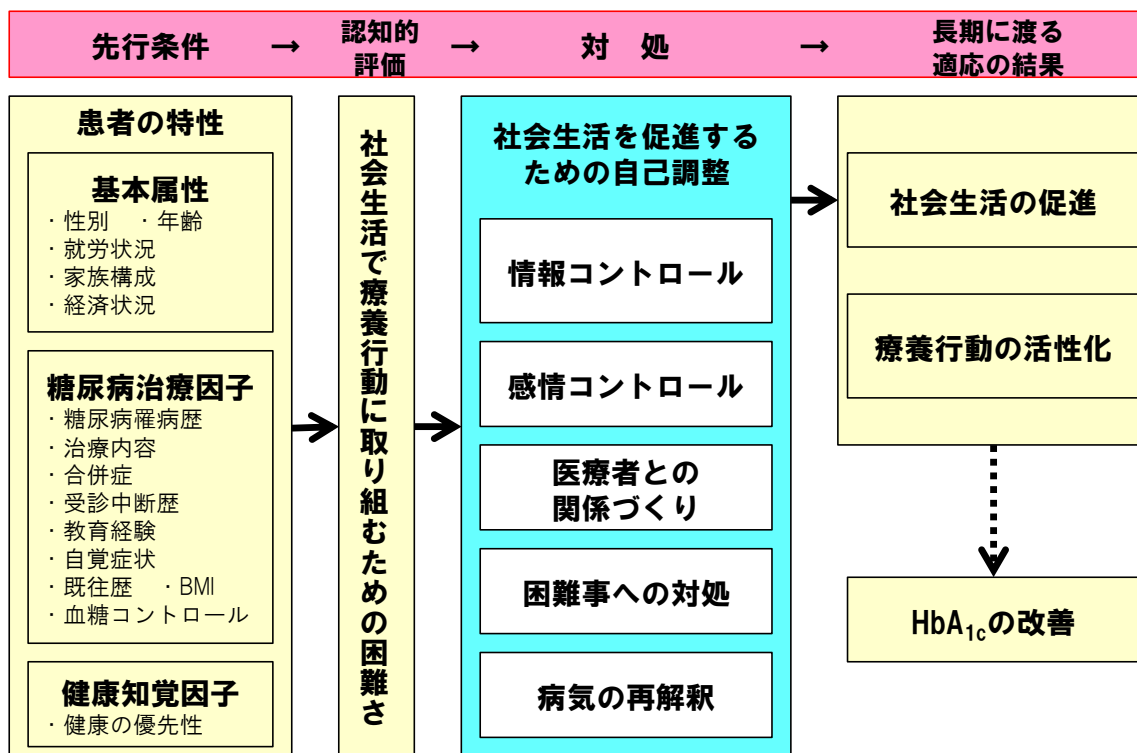 先行条件 → 認知的評価 → 対 処 → 長期に渡る適応の結果
患者の特性
基本属性
・性別 ・年齢
・就労状況
・家族構成
・経済状況
糖尿病治療因子
・糖尿病罹病歴
・治療内容
・合併症
・受診中断歴
・教育経験
・自覚症状
・既往歴 ・BMI
・血糖コントロール
健康知覚因子
・健康の優先性
社会生活で療養行動に取り組むための困難さ
社会生活を促進する
ための自己調整
情報コントロール
感情コントロール
医療者との
関係づくり
困難事への対処
病気の再解釈
社会生活の促進
療養行動の活性化
HbA1cの改善